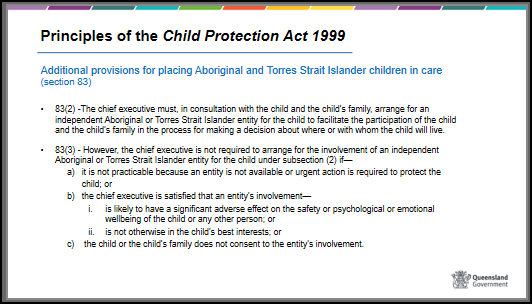 Principles of the Child Protection Act 1999
Additional provisions for placing Aboriginal and Torres Strait Islander children in care
(section 83)
• 83(2) -The chief executive must, in consultation with the child and the child's family, arrange for an
independent Aboriginal or Torres Strait Islander entity for the child to facilitate the participation of the child
and the child's family in the process for making a decision about where or with whom the child will live.
• 83(3) - However, the chief executive is not required to arrange for the involvement of an independent
Aboriginal or Torres Strait Islander entity for the child under subsection (2) if—
a) it is not practicable because an entity is not available or urgent action is required to protect the
child; or
b) the chief executive is satisfied that an entity's involvement—
i. is likely to have a significant adverse effect on the safety or psychological or emotional
wellbeing of the child or any other person; or
ii. is not otherwise in the child's best interests; or
c) the child or the child's family does not consent to the entity's involvement.
Queensland
Government